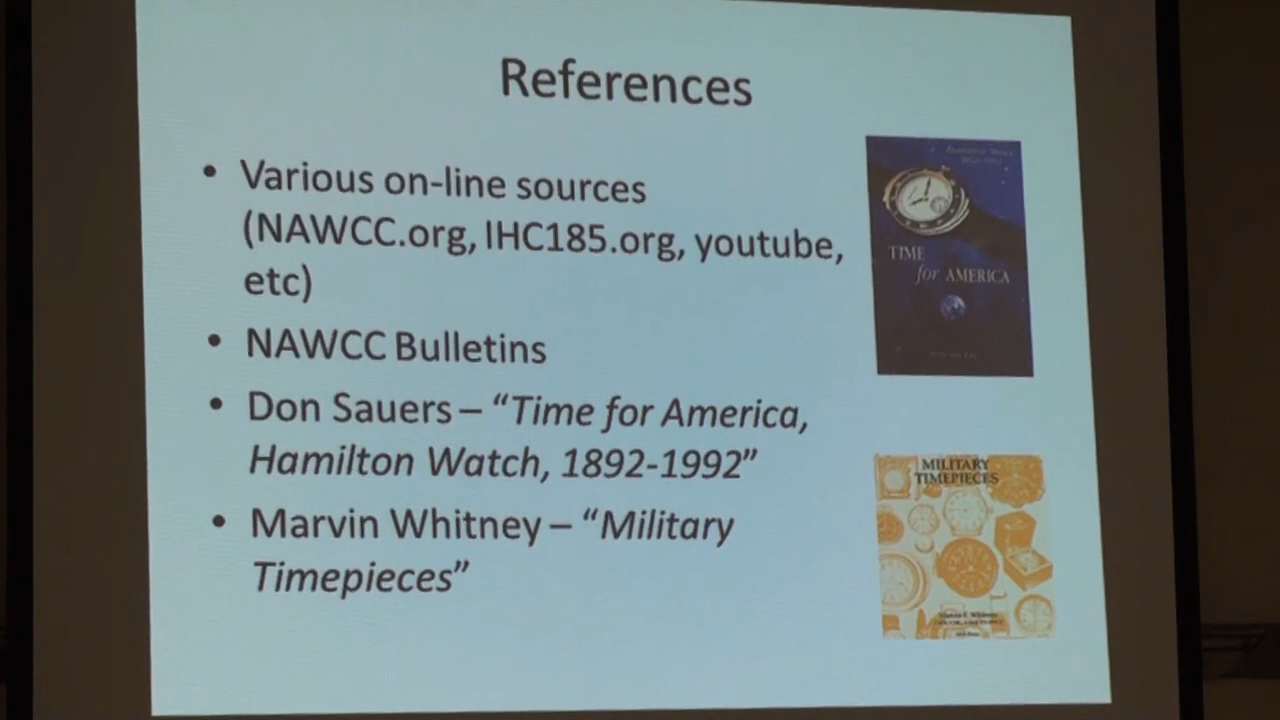 References
• Various on-line sources
(NAWCC.org, IHC185.org, youtube,
etc)
• NAWCC Bulletins
• Don Sauers – “Time for America,
Hamilton Watch, 1892-1992”
• Marvin Whitney – “Military
Timepieces”
TIME
for AMERICA
MILITARY
TIMEPIECES